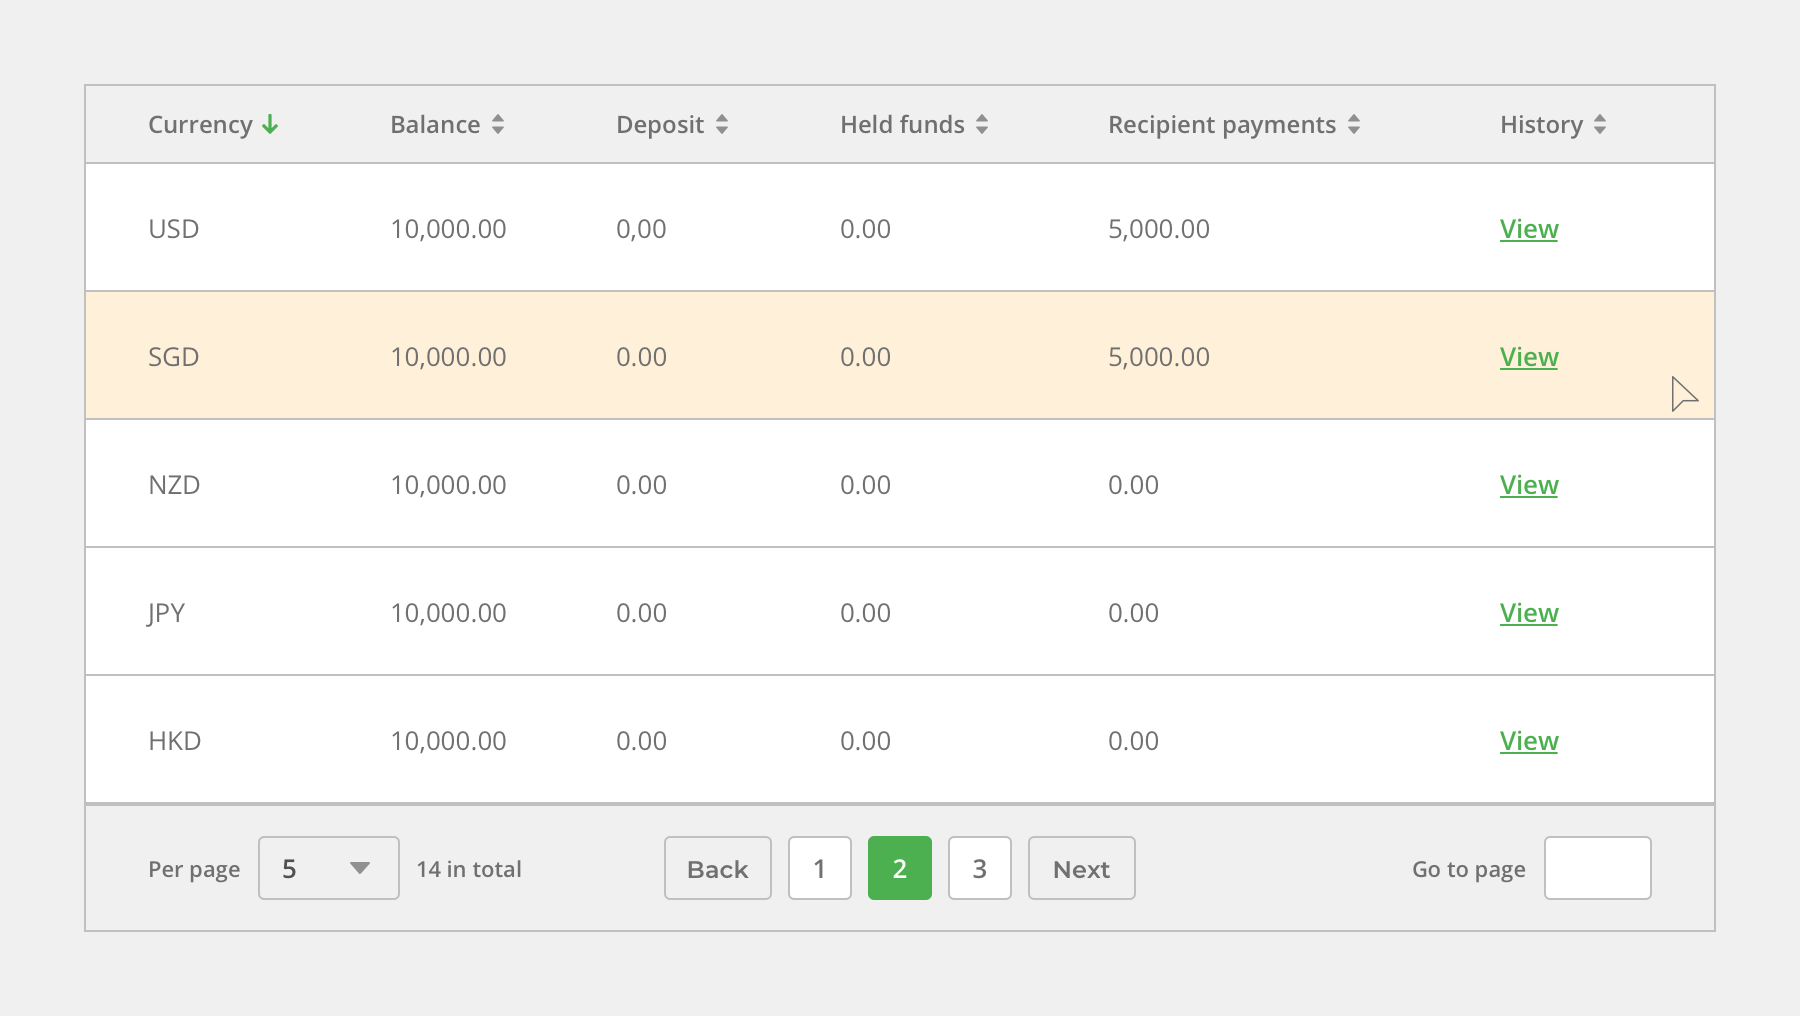 Currency Balance Deposit Held funds Recipient payments History
USD 10,000.00 0,00 0.00 5,000.00 View
SGD 10,000.00 0.00 0.00 5,000.00 View
NZD 10,000.00 0.00 0.00 0.00 View
JPY 10,000.00 0.00 0.00 0.00 View
HKD 10,000.00 0.00 0.00 0.00 View
Per page 5 14 in total Back 1 2 3 Next Go to page